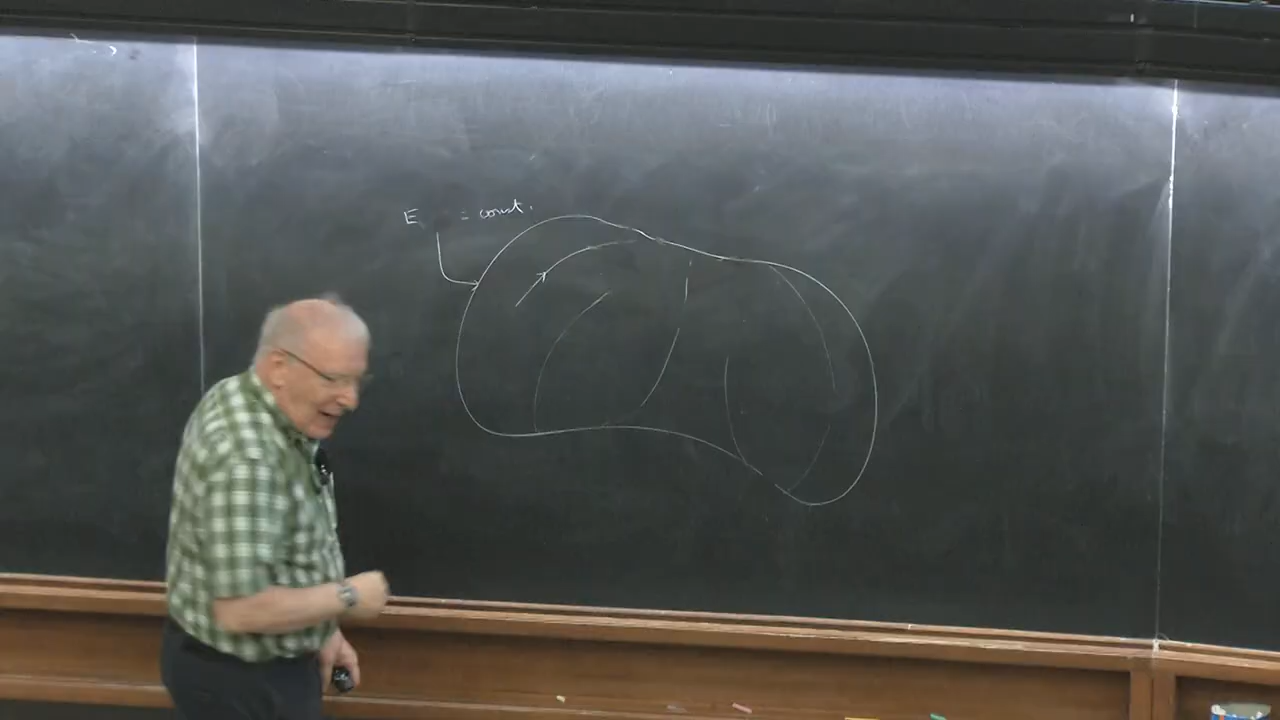 E = const.